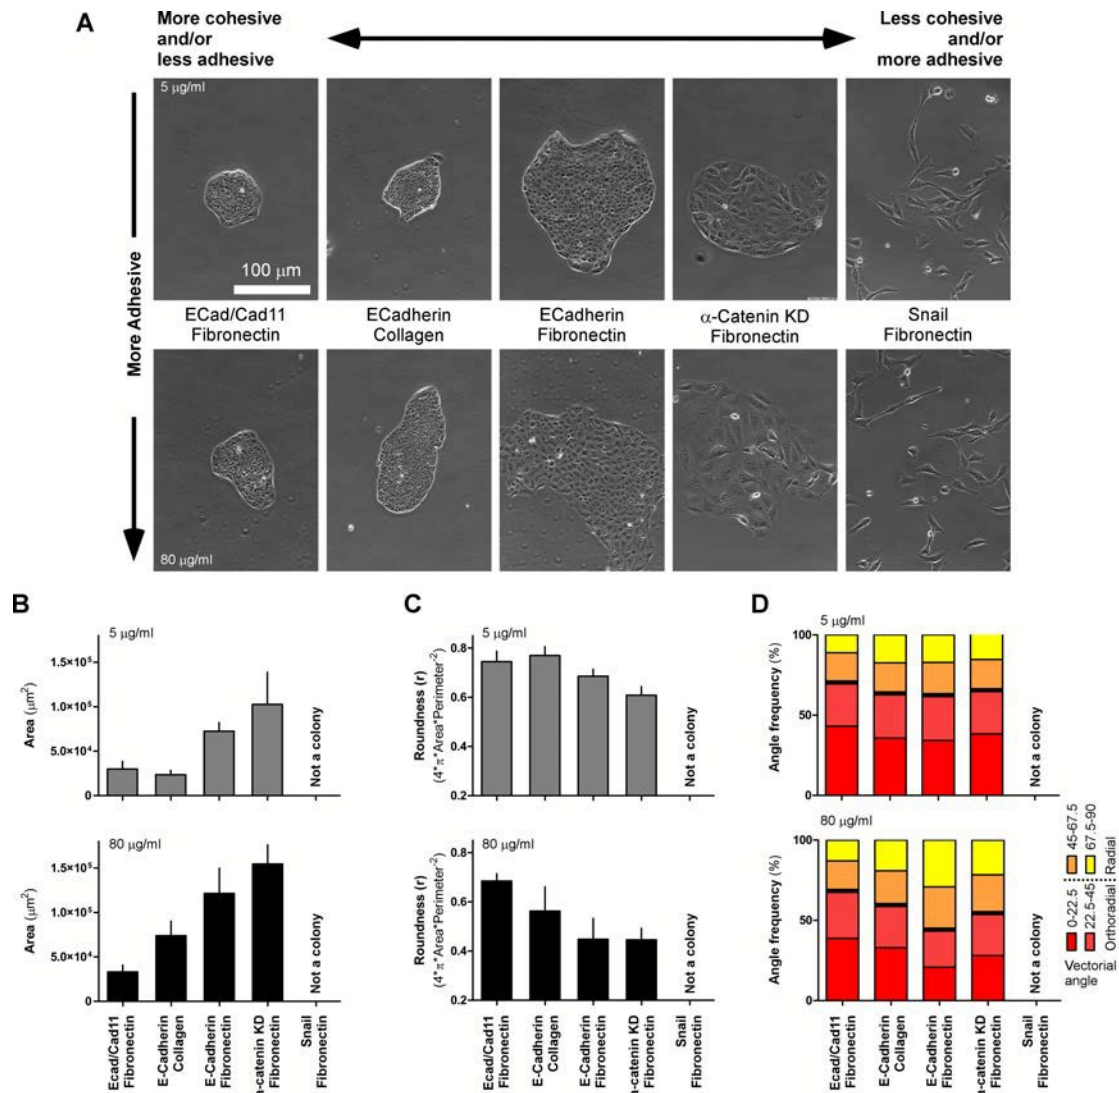 A
More cohesive
and/or
less adhesive
Less cohesive
and/or
more adhesive
More Adhesive
5 μg/ml
100 μm
ECad/Cad11
Fibronectin
ECadherin
Collagen
ECadherin
Fibronectin
α-Catenin KD
Fibronectin
Snail
Fibronectin
80 μg/ml
B
5 μg/ml
Area (μm²)
1.5×10⁵
1.0×10⁵
5.0×10⁴
0
Not a colony
80 μg/ml
Area (μm²)
1.5×10⁵
1.0×10⁵
5.0×10⁴
0
Not a colony
Ecad/Cad11
Fibronectin
E-Cadherin
Collagen
E-Cadherin
Fibronectin
α-catenin KD
Fibronectin
Snail
Fibronectin
C
5 μg/ml
Roundness (r)
(4*π*Area*Perimeter⁻²)
0.8
0.6
0.4
0.2
Not a colony
80 μg/ml
Roundness (r)
(4*π*Area*Perimeter⁻²)
0.8
0.6
0.4
0.2
Not a colony
Ecad/Cad11
Fibronectin
E-Cadherin
Collagen
E-Cadherin
Fibronectin
α-catenin KD
Fibronectin
Snail
Fibronectin
D
5 μg/ml
Angle frequency (%)
100
50
0
Not a colony
80 μg/ml
Angle frequency (%)
100
50
0
Not a colony
Ecad/Cad11
Fibronectin
E-Cadherin
Collagen
E-Cadherin
Fibronectin
α-catenin KD
Fibronectin
Snail
Fibronectin
0-22.5
45-67.5
22.5-45
67.5-90
Orthoradial
Radial
Vectorial
angle